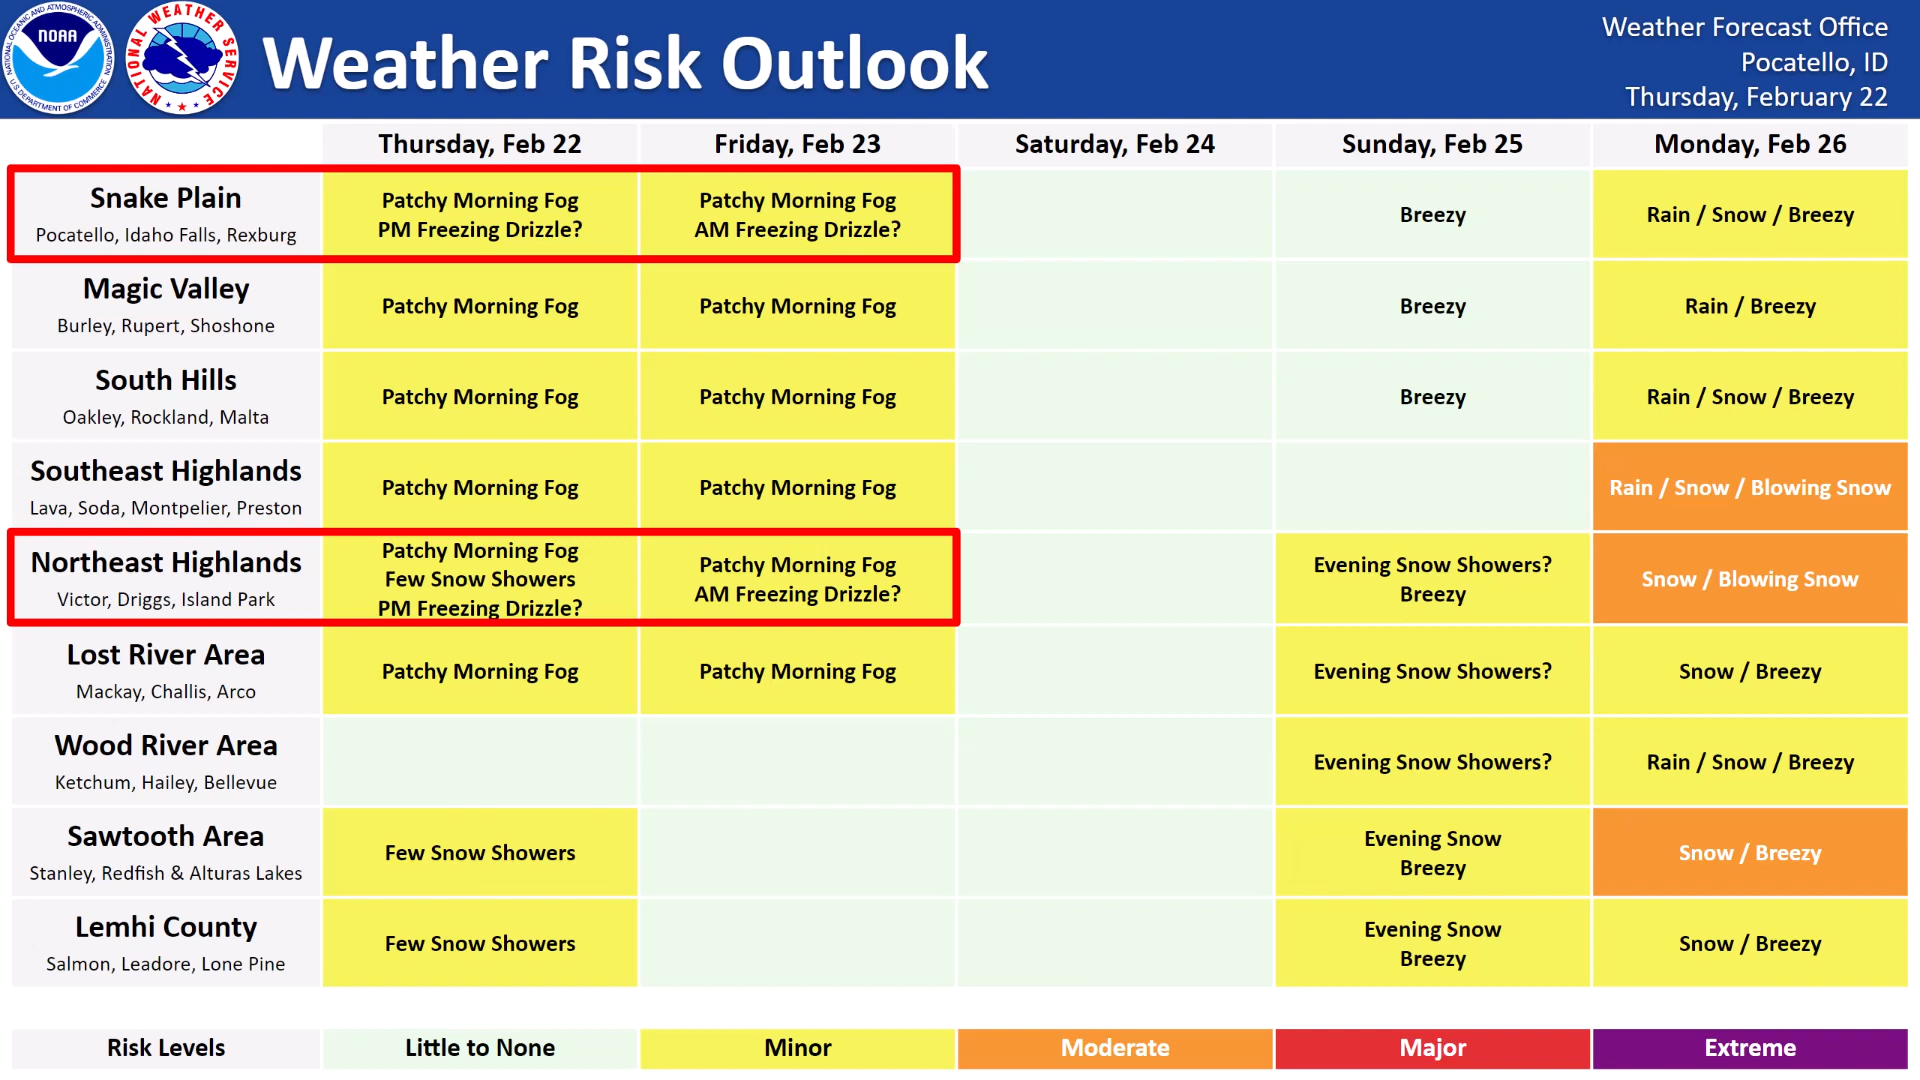 NATIONAL OCEANIC AND ATMOSPHERIC ADMINISTRATION
NOAA
U.S. DEPARTMENT OF COMMERCE
NATIONAL WEATHER SERVICE
Weather Risk Outlook
Weather Forecast Office
Pocatello, ID
Thursday, February 22
Thursday, Feb 22
Friday, Feb 23
Saturday, Feb 24
Sunday, Feb 25
Monday, Feb 26
Snake Plain
Pocatello, Idaho Falls, Rexburg
Patchy Morning Fog
PM Freezing Drizzle?
Patchy Morning Fog
AM Freezing Drizzle?
Breezy
Rain / Snow / Breezy
Magic Valley
Burley, Rupert, Shoshone
Patchy Morning Fog
Patchy Morning Fog
Breezy
Rain / Breezy
South Hills
Oakley, Rockland, Malta
Patchy Morning Fog
Patchy Morning Fog
Breezy
Rain / Snow / Breezy
Southeast Highlands
Lava, Soda, Montpelier, Preston
Patchy Morning Fog
Patchy Morning Fog
Rain / Snow / Blowing Snow
Northeast Highlands
Victor, Driggs, Island Park
Patchy Morning Fog
Few Snow Showers
PM Freezing Drizzle?
Patchy Morning Fog
AM Freezing Drizzle?
Evening Snow Showers?
Breezy
Snow / Blowing Snow
Lost River Area
Mackay, Challis, Arco
Patchy Morning Fog
Patchy Morning Fog
Evening Snow Showers?
Snow / Breezy
Wood River Area
Ketchum, Hailey, Bellevue
Evening Snow Showers?
Rain / Snow / Breezy
Sawtooth Area
Stanley, Redfish & Alturas Lakes
Few Snow Showers
Evening Snow
Breezy
Snow / Breezy
Lemhi County
Salmon, Leadore, Lone Pine
Few Snow Showers
Evening Snow
Breezy
Snow / Breezy
Risk Levels
Little to None
Minor
Moderate
Major
Extreme